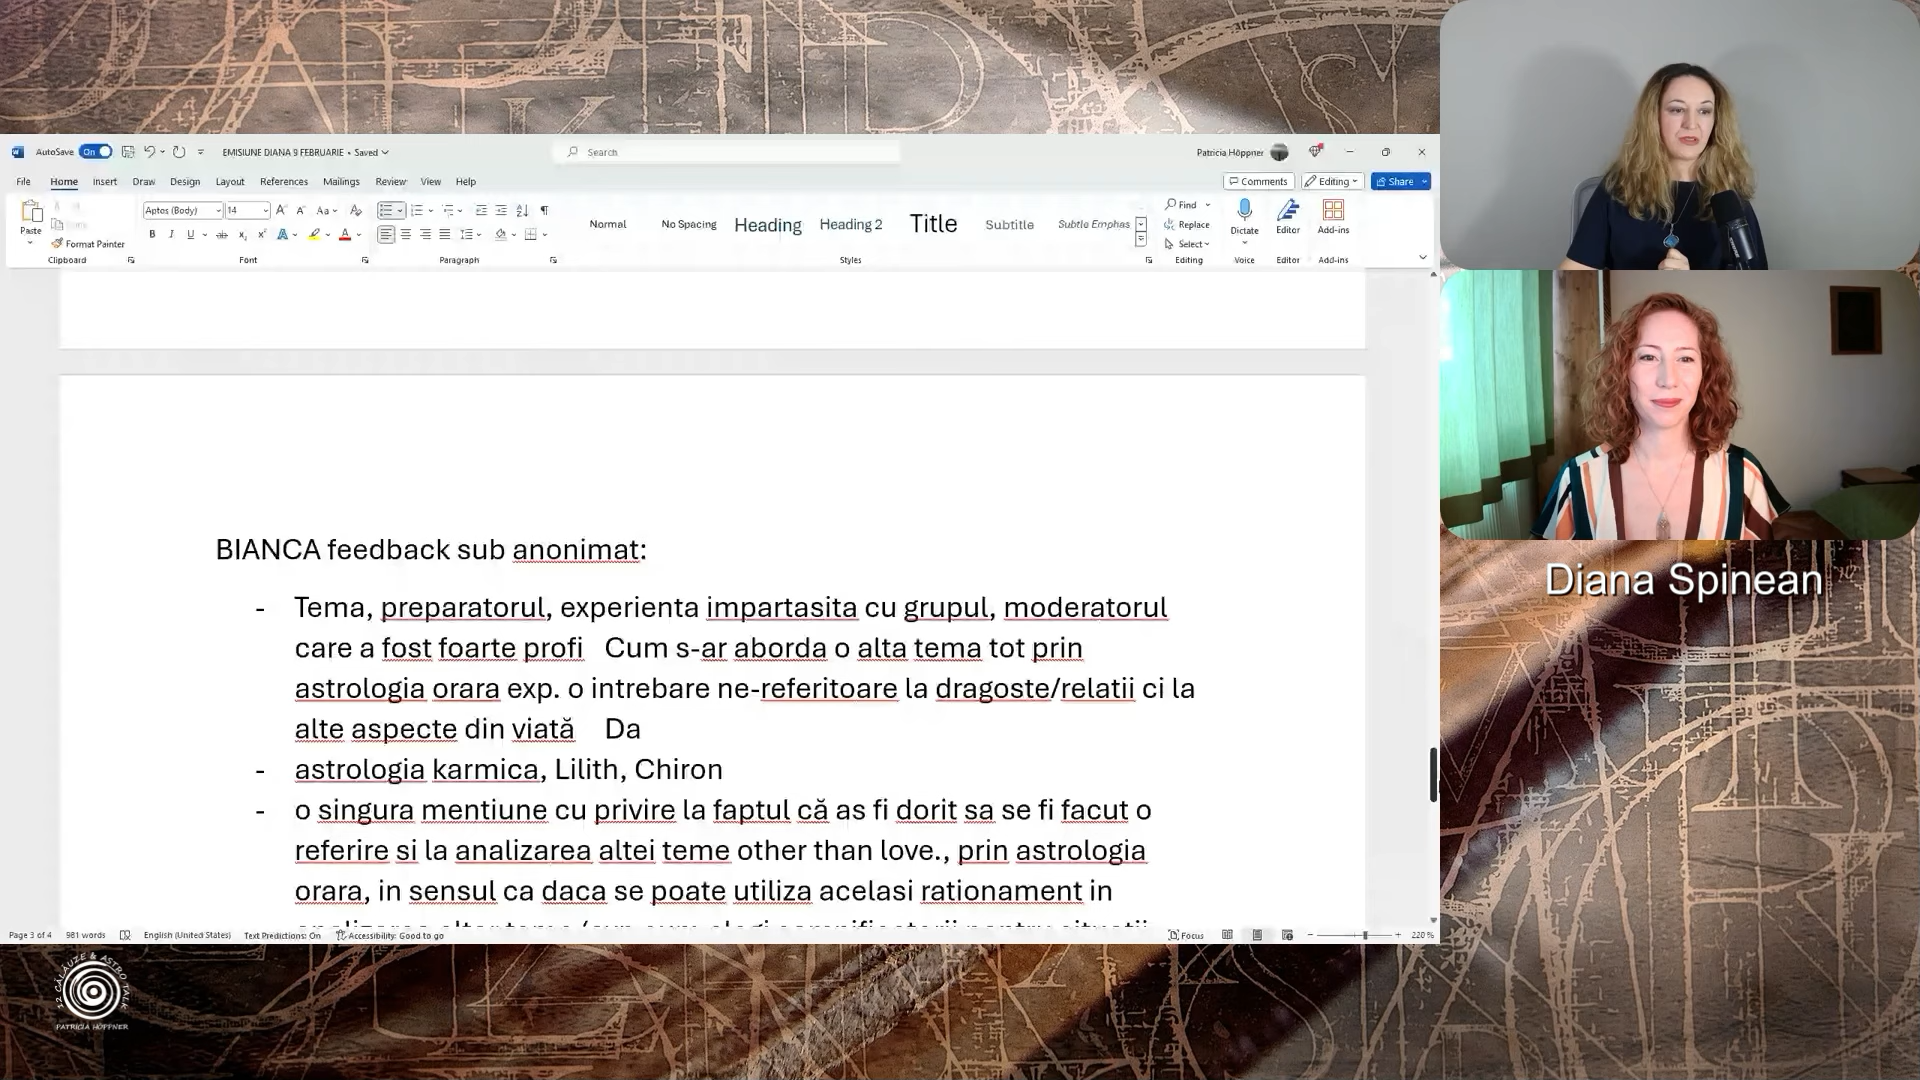 AutoSave On EMISIUNE DIANA 9 FEBRUARIE • Saved Search Patricia Höppner
File Home Insert Draw Design Layout References Mailings Review View Help Comments Editing Share
Paste Format Painter Aptos (Body) 14 Normal No Spacing Heading Heading 2 Title Subtitle Subtle Emphas Find Replace Select Dictate Editor Add-ins
Clipboard Font Paragraph Styles Editing Voice Editor Add-ins
BIANCA feedback sub anonimat:
- Tema, preparatorul, experienta impartasita cu grupul, moderatorul
care a fost foarte profi Cum s-ar aborda o alta tema tot prin
astrologia orara exp. o intrebare ne-referitoare la dragoste/relatii ci la
alte aspecte din viată Da
- astrologia karmica, Lilith, Chiron
- o singura mentiune cu privire la faptul că as fi dorit sa se fi facut o
referire si la analizarea altei teme other than love., prin astrologia
orara, in sensul ca daca se poate utiliza acelasi rationament in
Page 3 of 4 981 words English (United States) Text Predictions: On Accessibility: Good to go Focus 220 %
Diana Spinean
12 CALAUZE & ASTRO TALK
PATRICIA HÖPPNER